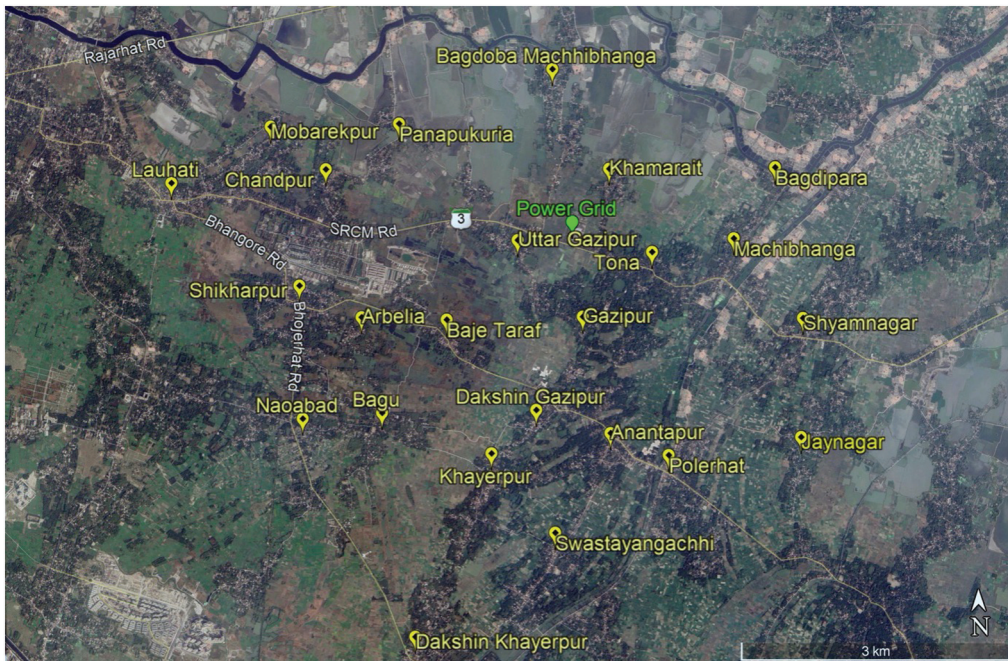 Rajarhat Rd
Bagdoba Machhibhanga
Mobarekpur
Panapukuria
Lauhati
Chandpur
Khamarait
Bagdipara
Power Grid
3
SRCM Rd
Bhangore Rd
Uttar Gazipur
Tona
Machibhanga
Shikharpur
Bhojerhat Rd
Arbelia
Baje Taraf
Gazipur
Shyamnagar
Naoabad
Bagu
Dakshin Gazipur
Anantapur
Jaynagar
Khayerpur
Polerhat
Swastayangachhi
Dakshin Khayerpur
N
3 km